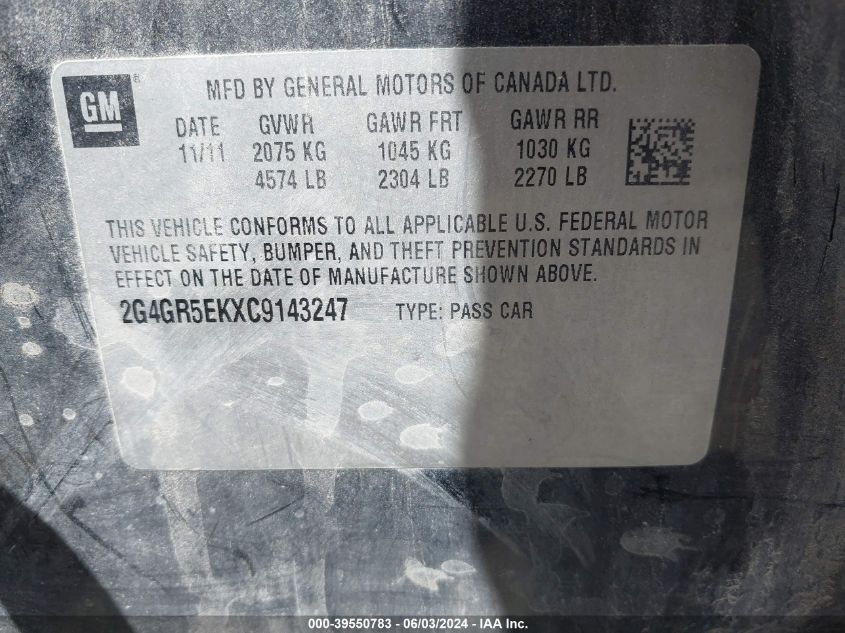 GM ®
MFD BY GENERAL MOTORS OF CANADA LTD.
DATE GVWR GAWR FRT GAWR RR
11/11 2075 KG 1045 KG 1030 KG
4574 LB 2304 LB 2270 LB
THIS VEHICLE CONFORMS TO ALL APPLICABLE U.S. FEDERAL MOTOR
VEHICLE SAFETY, BUMPER, AND THEFT PREVENTION STANDARDS IN
EFFECT ON THE DATE OF MANUFACTURE SHOWN ABOVE.
2G4GR5EKXC9143247 TYPE: PASS CAR
000-39550783 - 06/03/2024 - IAA Inc.